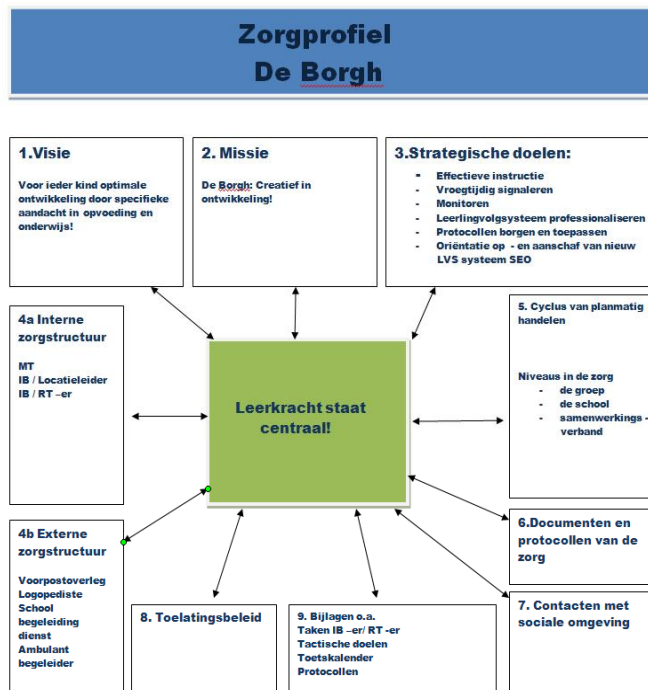 Zorgprofiel
De Borgh
1.Visie
Voor ieder kind optimale
ontwikkeling door specifieke
aandacht in opvoeding en
onderwijs!
2. Missie
De Borgh: Creatief in
ontwikkeling!
3.Strategische doelen:
- Effectieve instructie
- Vroegtijdig signaleren
- Monitoren
- Leerlingvolgsysteem professionaliseren
- Protocollen borgen en toepassen
- Oriëntatie op - en aanschaf van nieuw
LVS systeem SEO
4a Interne
zorgstructuur
MT
IB / Locatieleider
IB / RT –er
Leerkracht staat
centraal!
5. Cyclus van planmatig
handelen
Niveaus in de zorg
- de groep
- de school
- samenwerkings -
verband
4b Externe
zorgstructuur
Voorpostoverleg
Logopediste
School
begeleiding
dienst
Ambulant
begeleider
6.Documenten en
protocollen van de
zorg
7. Contacten met
sociale omgeving
8. Toelatingsbeleid
9. Bijlagen o.a.
Taken IB –er/ RT -er
Tactische doelen
Toetskalender
Protocollen